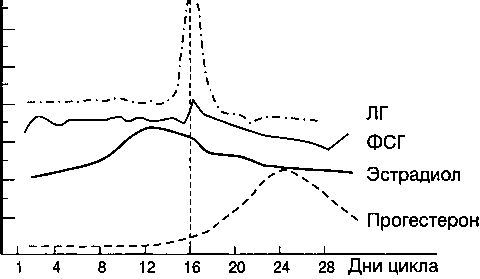 ЛГ
ФСГ
Эстрадиол
Прогестерон
1 4 8 12 16 20 24 28 Дни цикла